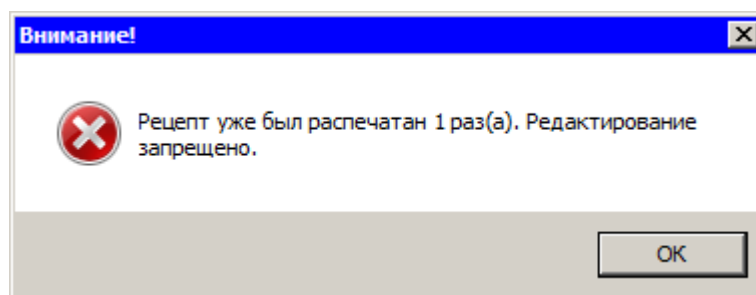 Внимание!
Рецепт уже был распечатан 1 раз(а). Редактирование
запрещено.
OK